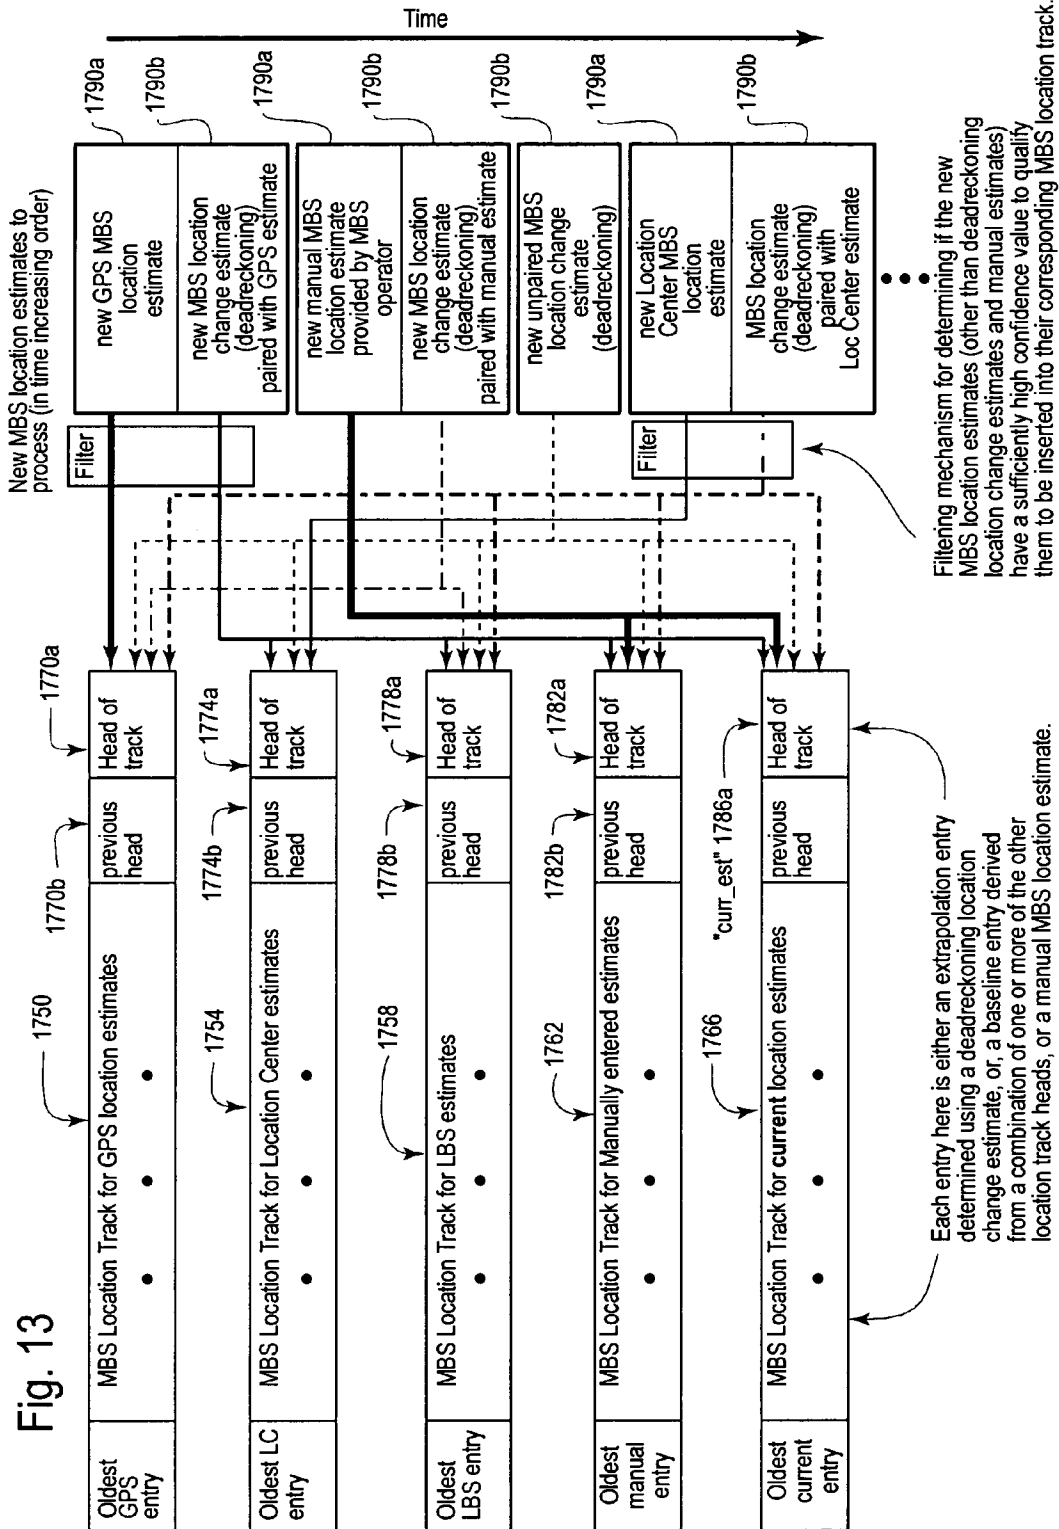 Fig. 13
New MBS location estimates to
process (in time increasing order)
Time
1790a
1790b
1790a
1790b
1790b
1790a
1790b
new GPS MBS
location
estimate
new MBS location
change estimate
(deadreckoning)
paired with GPS estimate
new manual MBS
location estimate
provided by MBS
operator
new MBS location
change estimate
(deadreckoning)
paired with manual estimate
new unpaired MBS
location change
estimate
(deadreckoning)
new Location
Center MBS
location
estimate
MBS location
change estimate
(deadreckoning)
paired with
Loc Center estimate
Filter
Filter
Filtering mechanism for determining if the new
MBS location estimates (other than deadreckoning
location change estimates and manual estimates)
have a sufficiently high confidence value to qualify
them to be inserted into their corresponding MBS location track.
1750
1770b
1770a
Oldest
GPS
entry
MBS Location Track for GPS location estimates
previous
head
Head of
track
1754
1774b
1774a
Oldest LC
entry
MBS Location Track for Location Center estimates
previous
head
Head of
track
1758
1778b
1778a
Oldest
LBS entry
MBS Location Track for LBS estimates
previous
head
Head of
track
1762
1782b
1782a
Oldest
manual
entry
MBS Location Track for Manually entered estimates
previous
head
Head of
track
1766
"curr_est" 1786a
Oldest
current
entry
MBS Location Track for current location estimates
previous
head
Head of
track
Each entry here is either an extrapolation entry
determined using a deadreckoning location
change estimate, or, a baseline entry derived
from a combination of one or more of the other
location track heads, or a manual MBS location estimate.